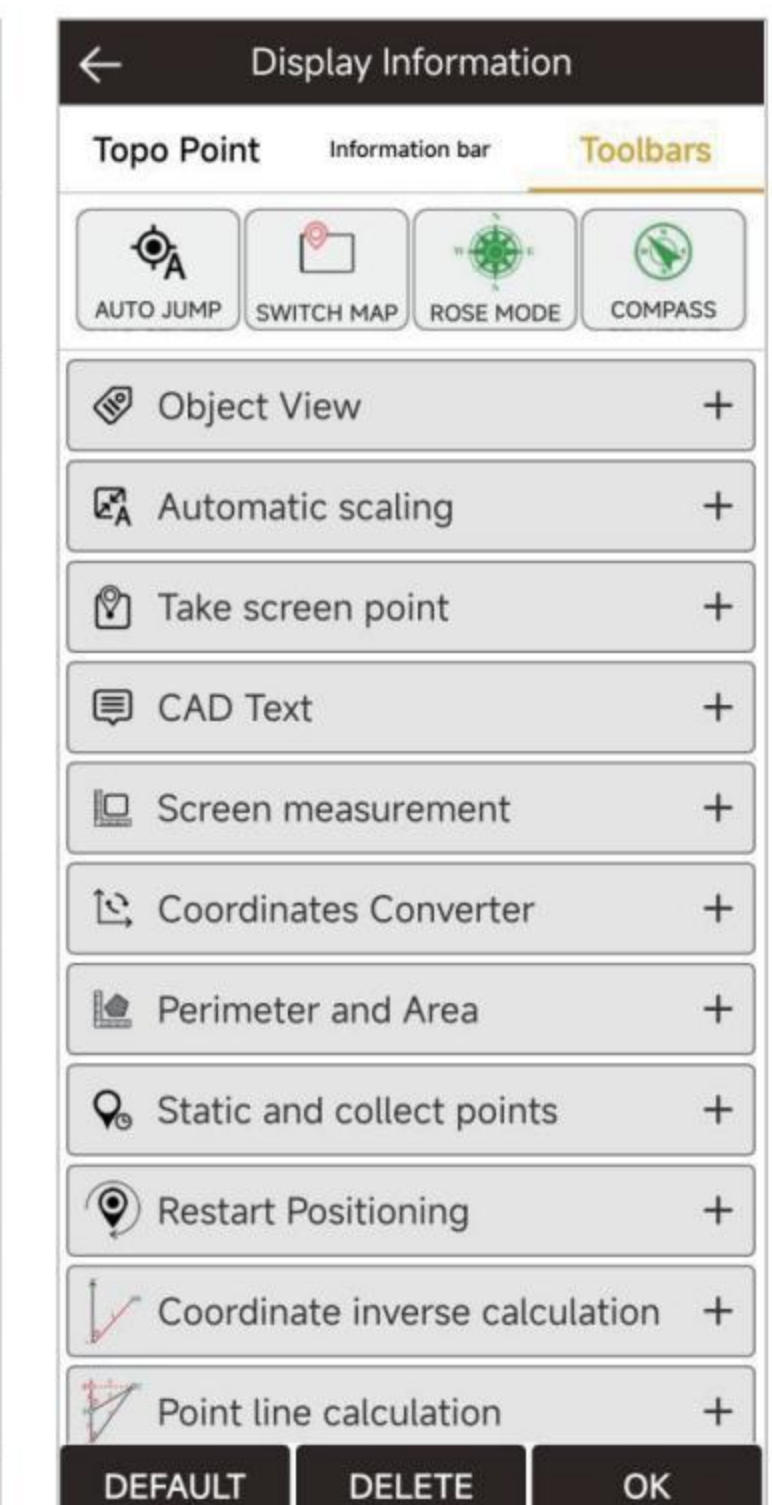 Display Information
Topo Point Information bar Toolbars
AUTO JUMP SWITCH MAP ROSE MODE COMPASS
Object View +
Automatic scaling +
Take screen point +
CAD Text +
Screen measurement +
Coordinates Converter +
Perimeter and Area +
Static and collect points +
Restart Positioning +
Coordinate inverse calculation +
Point line calculation +
DEFAULT DELETE OK